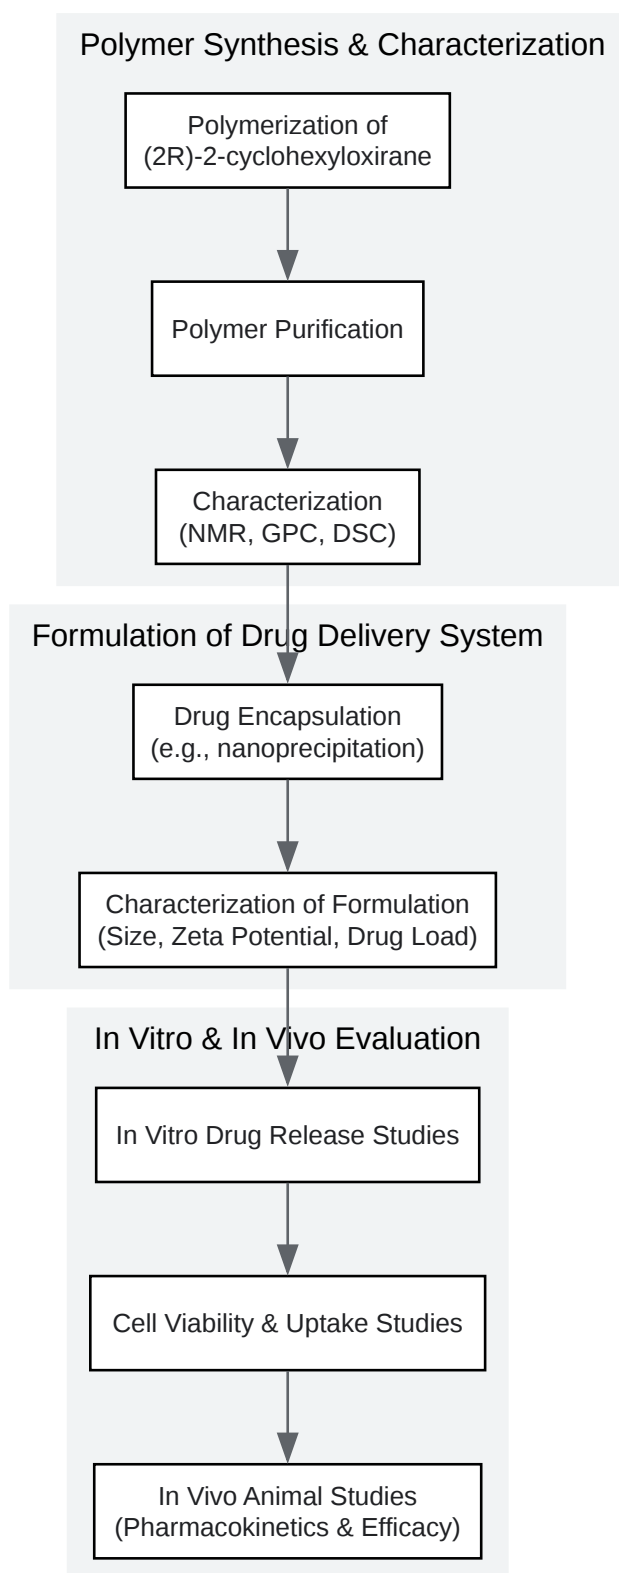 Polymer Synthesis & Characterization
Polymerization of
(2R)-2-cyclohexyloxirane
Polymer Purification
Characterization
(NMR, GPC, DSC)
Formulation of Drug Delivery System
Drug Encapsulation
(e.g., nanoprecipitation)
Characterization of Formulation
(Size, Zeta Potential, Drug Load)
In Vitro & In Vivo Evaluation
In Vitro Drug Release Studies
Cell Viability & Uptake Studies
In Vivo Animal Studies
(Pharmacokinetics & Efficacy)